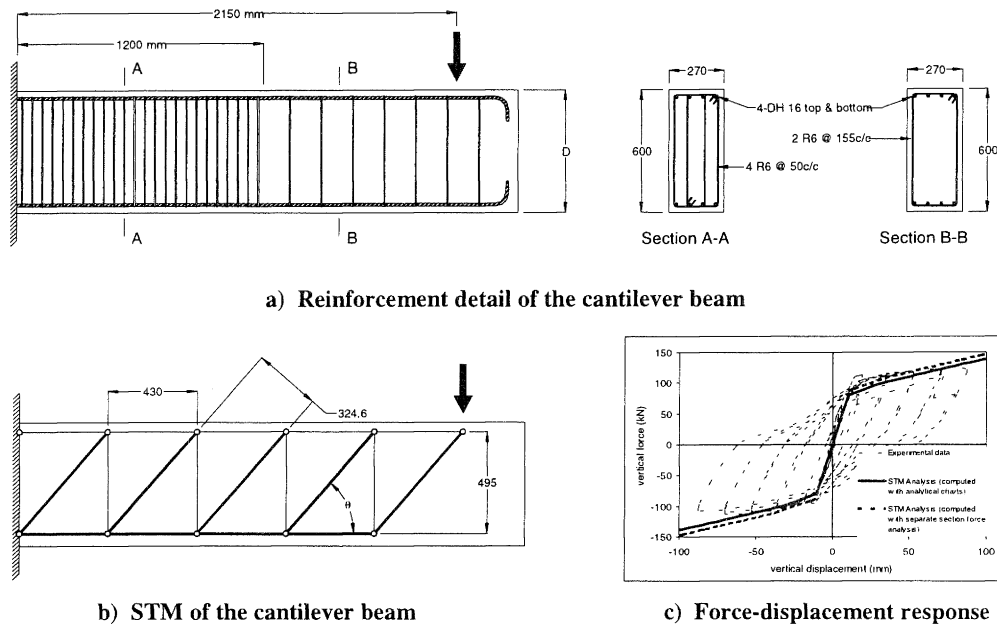 2150 mm
1200 mm
A
B
270
270
4-DH 16 top & bottom
2 R6 @ 155c/c
D
600
600
4 R6 @ 50c/c
A
B
Section A-A
Section B-B
a) Reinforcement detail of the cantilever beam
430
324.6
495
θ
150
100
50
0
-50
-100
-150
vertical force (kN)
Experimental data
STM Analysis (computed
with analytical charts)
STM Analysis (computed
with separate section force
analysis)
-100
-50
0
50
100
vertical displacement (mm)
b) STM of the cantilever beam
c) Force-displacement response